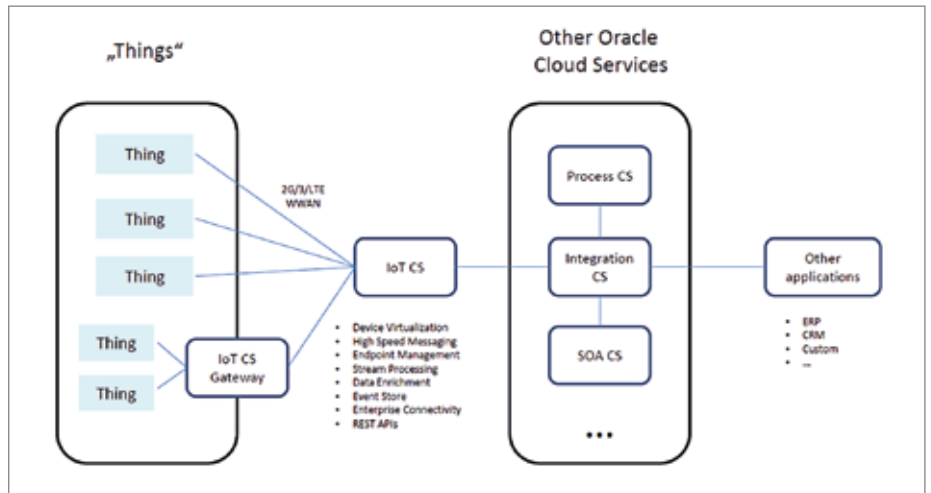 „Things“
Other Oracle
Cloud Services
Thing
Thing
Thing
Thing
Thing
IoT CS
Gateway
2G/3/LTE
WWAN
IoT CS
• Device Virtualization
• High Speed Messaging
• Endpoint Management
• Stream Processing
• Data Enrichment
• Event Store
• Enterprise Connectivity
• REST APIs
Process CS
Integration
CS
SOA CS
...
Other
applications
• ERP
• CRM
• Custom
• ...